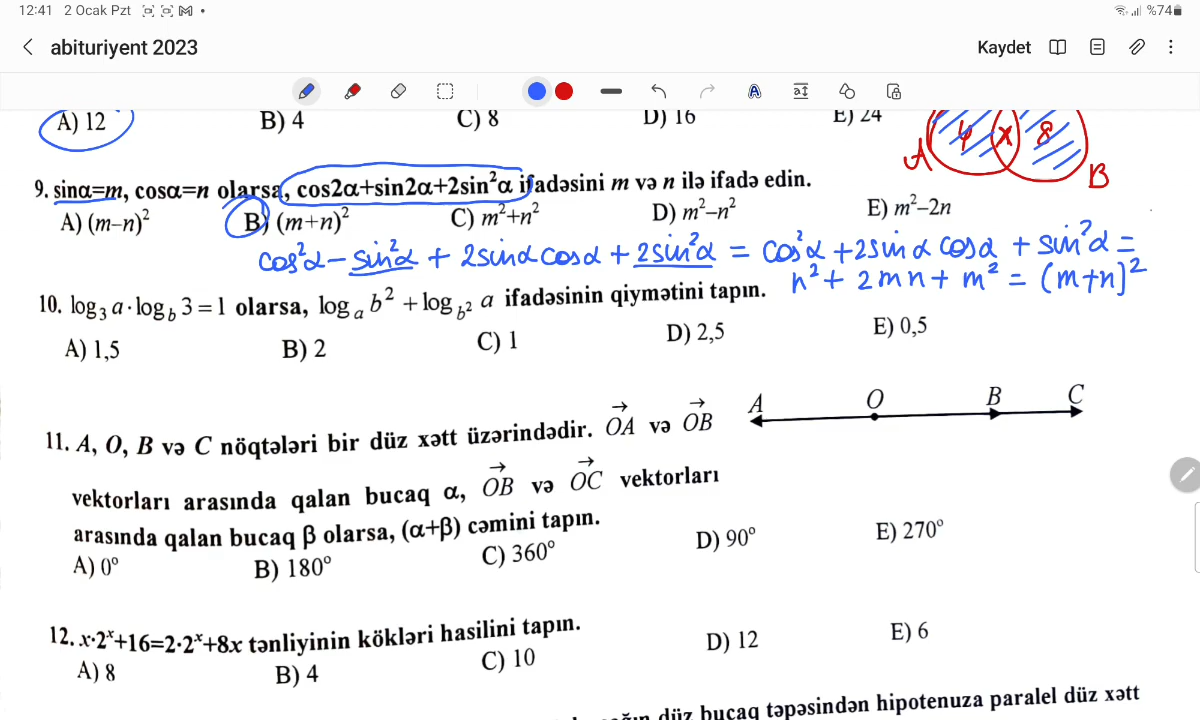 12:41 2 Ocak Pzt
%74
abituriyent 2023
Kaydet
A) 12 B) 4 C) 8 D) 16 E) 24
4 x 8
A B
9. sinα=m, cosα=n olarsa, cos2α+sin2α+2sin²α ifadəsini m və n ilə ifadə edin.
A) (m–n)² B) (m+n)² C) m²+n² D) m²–n² E) m²–2n
cos²α – sin²α + 2sinα cosα + 2sin²α = cos²α + 2sinα cosα + sin²α =
n² + 2mn + m² = (m+n)²
10. log₃ a · log_b 3 = 1 olarsa, log_a b² + log_{b²} a ifadəsinin qiymətini tapın.
A) 1,5 B) 2 C) 1 D) 2,5 E) 0,5
A O B C
11. A, O, B və C nöqtələri bir düz xətt üzərindədir. OA→ və OB→
vektorları arasında qalan bucaq α, OB→ və OC→ vektorları
arasında qalan bucaq β olarsa, (α+β) cəmini tapın.
A) 0° B) 180° C) 360° D) 90° E) 270°
12. x·2ˣ+16=2·2ˣ+8x tənliyinin kökləri hasilini tapın.
A) 8 B) 4 C) 10 D) 12 E) 6
düz bucaq təpəsindən hipotenuza paralel düz xətt